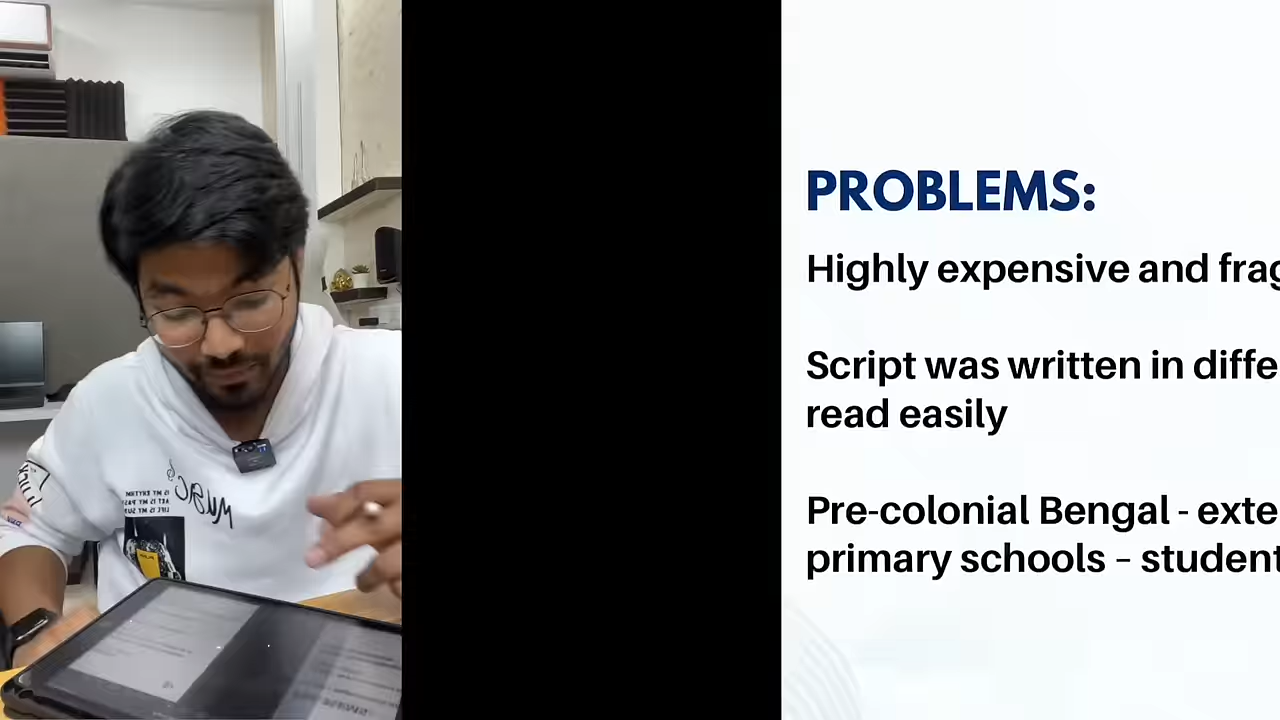 PROBLEMS:
Highly expensive and frag
Script was written in diffe
read easily
Pre-colonial Bengal - exte
primary schools – student
MUSIC